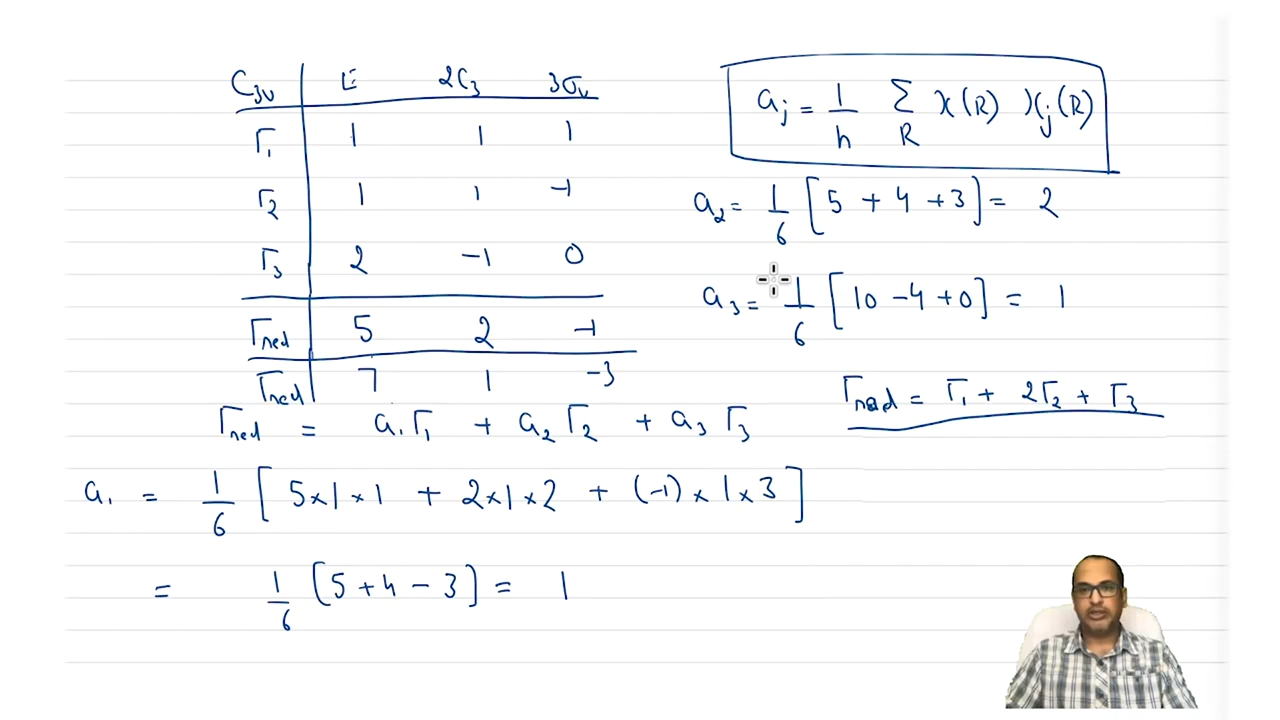 C3v E 2C3 3σv
Γ1 1 1 1
Γ2 1 1 -1
Γ3 2 -1 0
Γred 5 2 -1
Γred 7 1 -3
Γred = a1Γ1 + a2Γ2 + a3Γ3
a1 = 1/6 [5×1×1 + 2×1×2 + (-1)×1×3]
= 1/6 [5+4-3] = 1
aj = 1/h Σ_R χ(R) χj(R)
a2 = 1/6 [5 + 4 + 3] = 2
a3 = 1/6 [10 - 4 + 0] = 1
Γred = Γ1 + 2Γ2 + Γ3